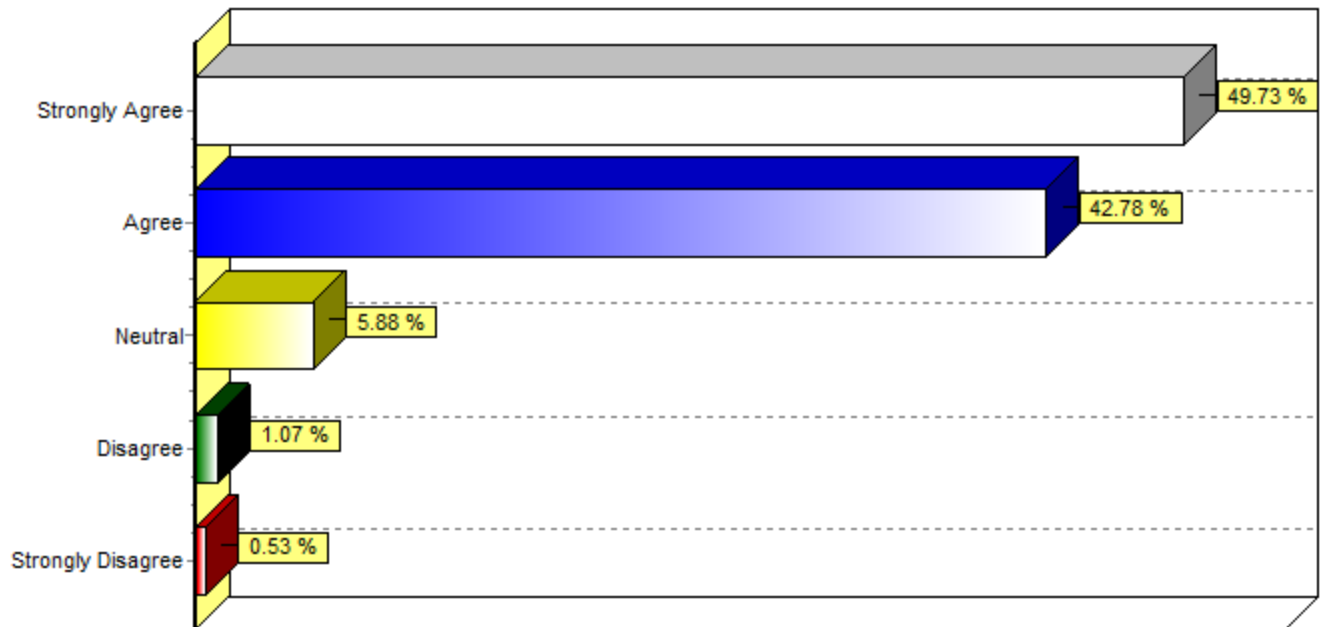 Strongly Agree
49.73 %
Agree
42.78 %
Neutral
5.88 %
Disagree
1.07 %
Strongly Disagree
0.53 %